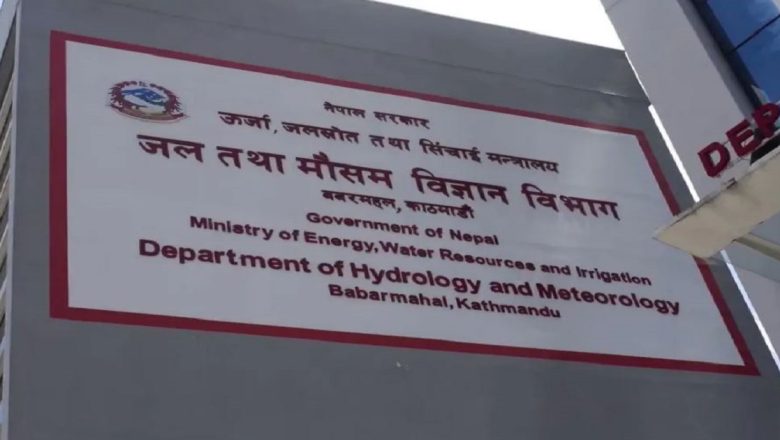 नेपाल सरकार
ऊर्जा, जलस्रोत तथा सिंचाई मन्त्रालय
जल तथा मौसम विज्ञान विभाग
बबरमहल, काठमाडौं
Government of Nepal
Ministry of Energy, Water Resources and Irrigation
Department of Hydrology and Meteorology
Babarmahal, Kathmandu
DEP